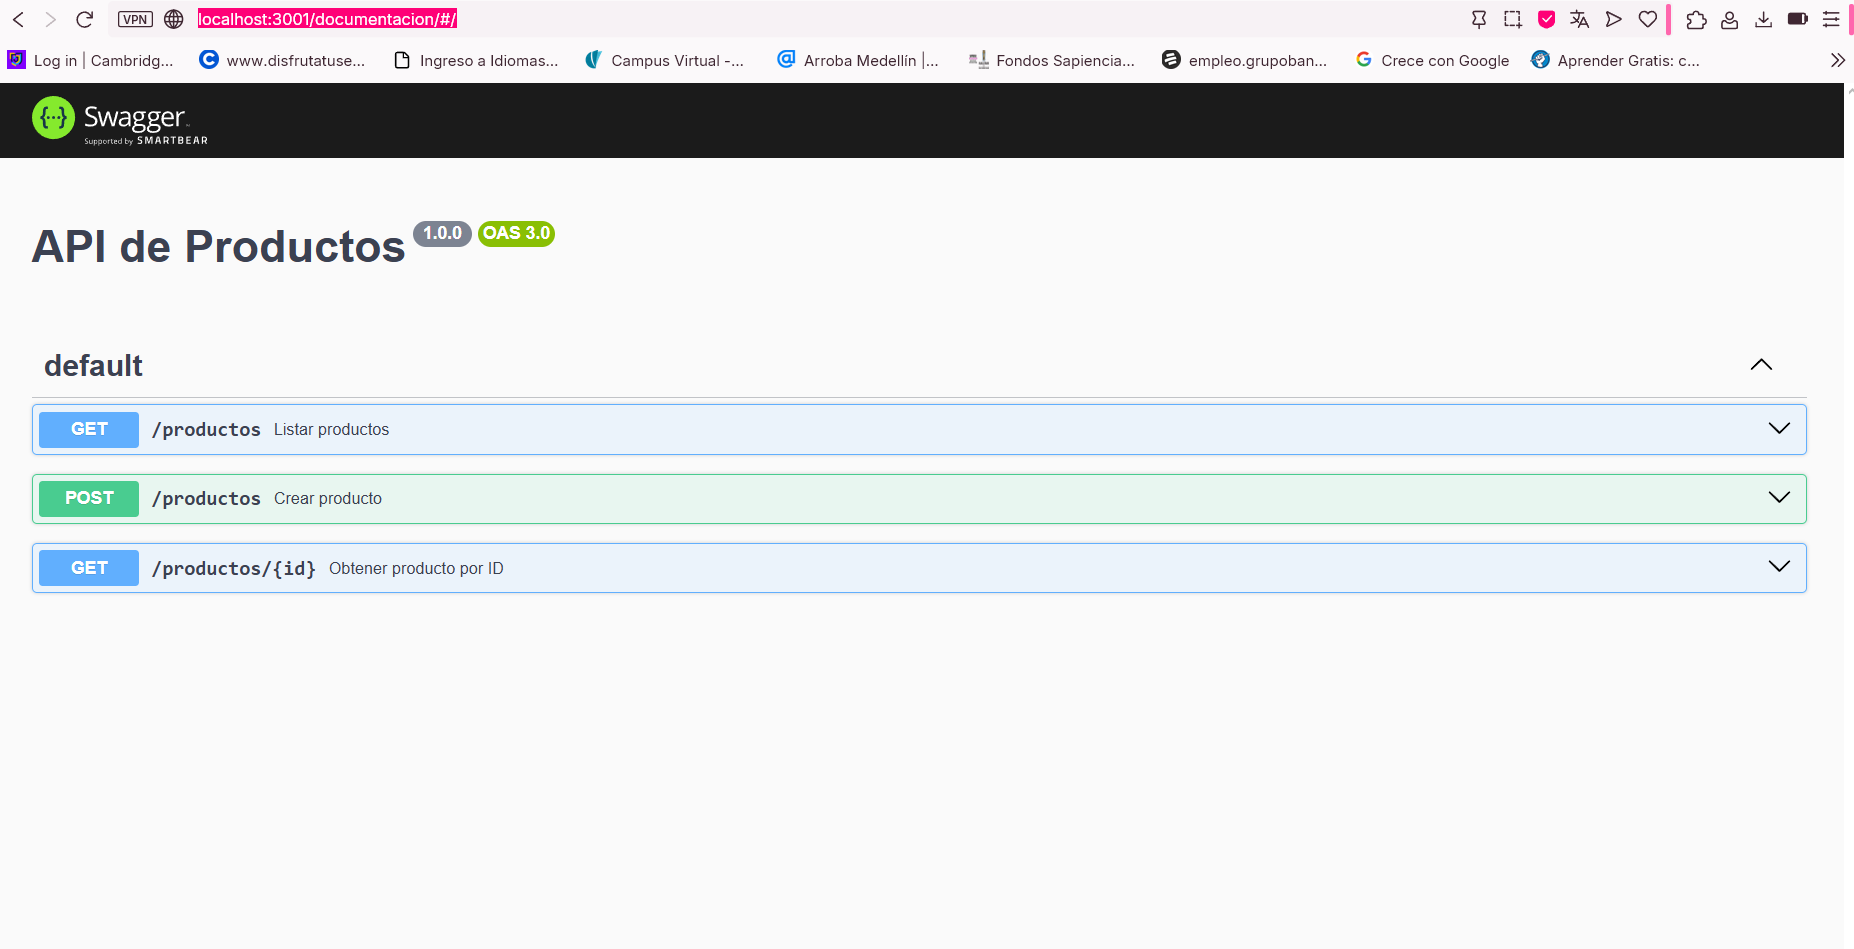 VPN localhost:3001/documentacion/#/
Log in | Cambridg... www.disfrutatuse... Ingreso a Idiomas... Campus Virtual -... Arroba Medellín |... Fondos Sapiencia... empleo.grupoban... Crece con Google Aprender Gratis: c...
Swagger
Supported by SMARTBEAR
API de Productos 1.0.0 OAS 3.0
default
GET /productos Listar productos
POST /productos Crear producto
GET /productos/{id} Obtener producto por ID